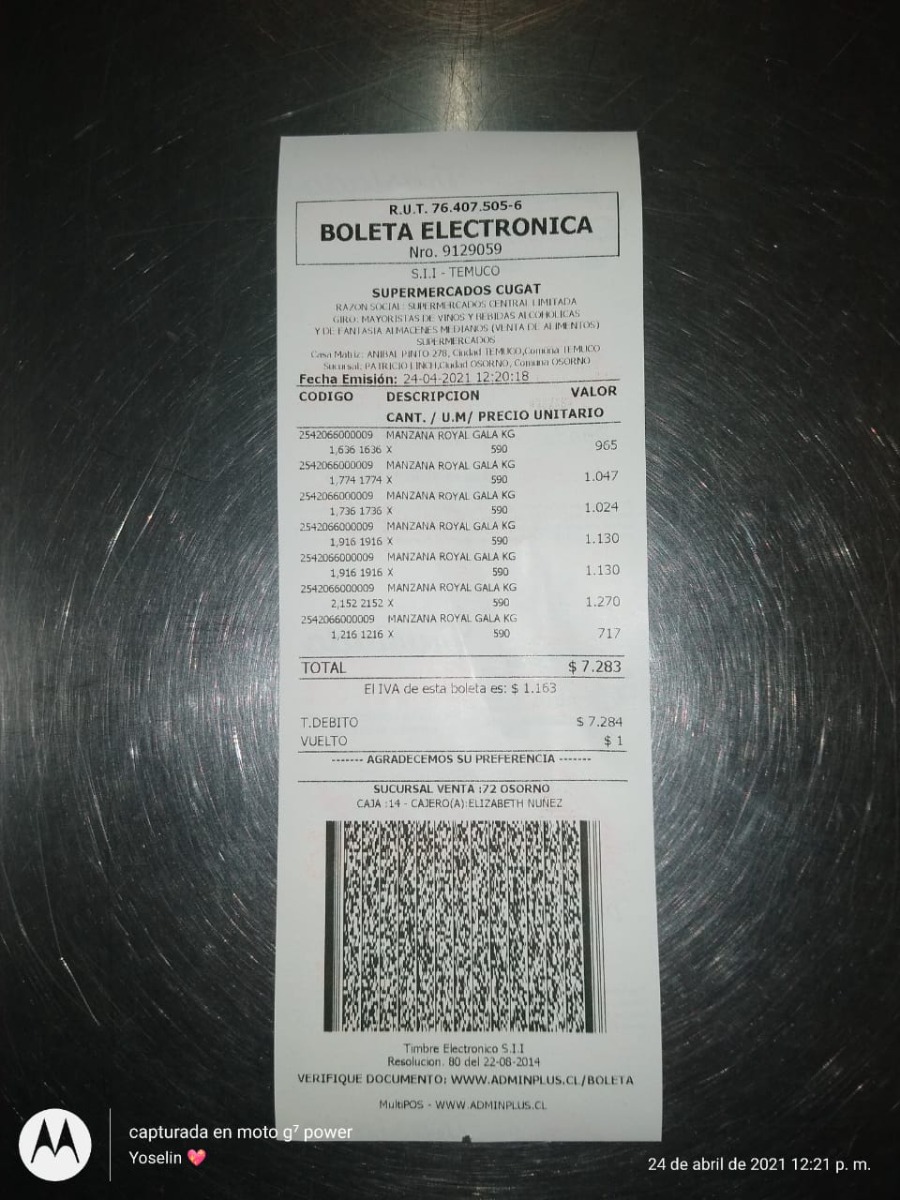 R.U.T. 76.407.505-6
BOLETA ELECTRONICA
Nro. 9129059
S.I.I - TEMUCO
SUPERMERCADOS CUGAT
RAZON SOCIAL: SUPERMERCADOS CENTRAL LIMITADA
GIRO: MAYORISTAS DE VINOS Y BEBIDAS ALCOHOLICAS
Y DE FANTASIA ALMACENES MEDIANOS (VENTA DE ALIMENTOS)
SUPERMERCADOS
Casa Matriz: ANIBAL PINTO 278, Ciudad TEMUCO,Comuna TEMUCO
Sucursal: PATRICIO LINCH,Ciudad OSORNO, Comuna OSORNO
Fecha Emisión: 24-04-2021 12:20:18
CODIGO DESCRIPCION VALOR
CANT. / U.M/ PRECIO UNITARIO
2542066000009 MANZANA ROYAL GALA KG
1,636 1636 X 590 965
2542066000009 MANZANA ROYAL GALA KG
1,774 1774 X 590 1.047
2542066000009 MANZANA ROYAL GALA KG
1,736 1736 X 590 1.024
2542066000009 MANZANA ROYAL GALA KG
1,916 1916 X 590 1.130
2542066000009 MANZANA ROYAL GALA KG
1,916 1916 X 590 1.130
2542066000009 MANZANA ROYAL GALA KG
2,152 2152 X 590 1.270
2542066000009 MANZANA ROYAL GALA KG
1,216 1216 X 590 717
TOTAL $ 7.283
El IVA de esta boleta es: $ 1.163
T.DEBITO $ 7.284
VUELTO $ 1
------- AGRADECEMOS SU PREFERENCIA -------
SUCURSAL VENTA :72 OSORNO
CAJA :14 - CAJERO(A):ELIZABETH NUÑEZ
Timbre Electronico S.I.I
Resolucion. 80 del 22-08-2014
VERIFIQUE DOCUMENTO: WWW.ADMINPLUS.CL/BOLETA
MultiPOS - WWW.ADMINPLUS.CL
capturada en moto g⁷ power
Yoselin 💖
24 de abril de 2021 12:21 p. m.